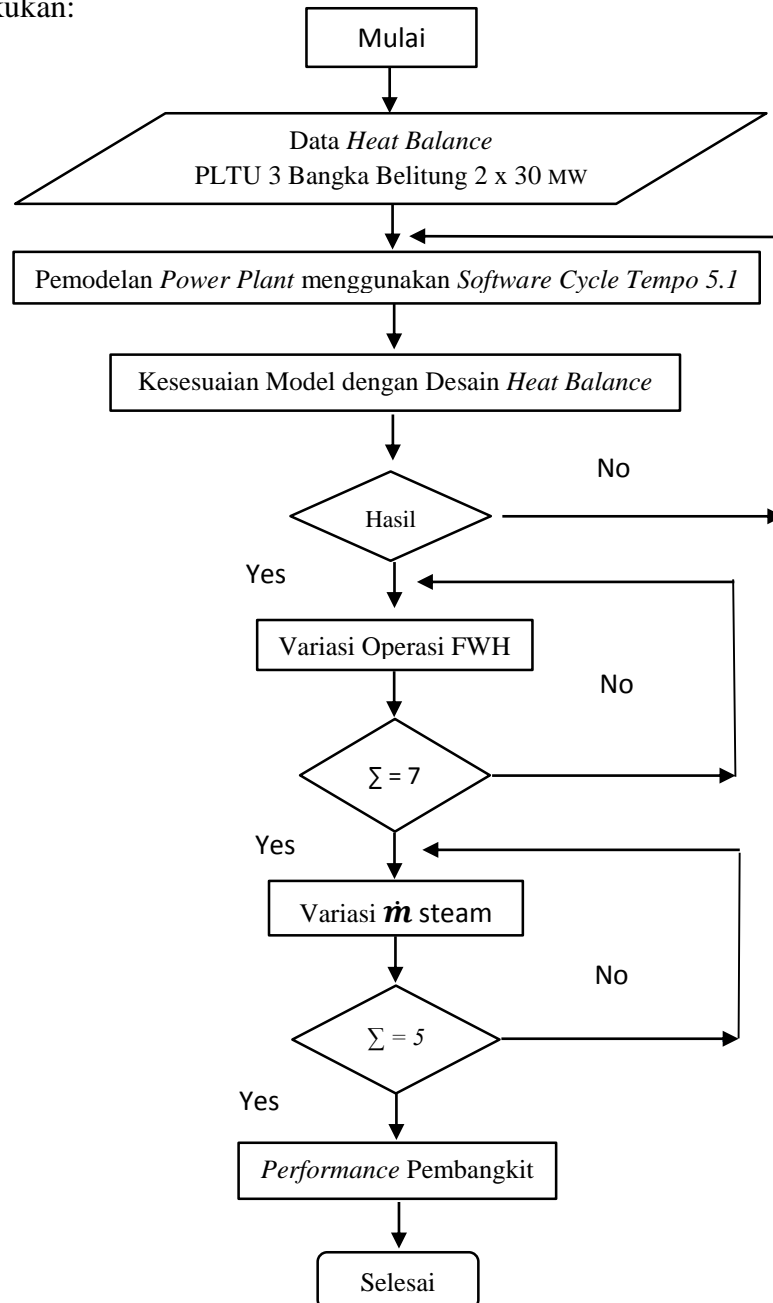 Mulai
Data Heat Balance
PLTU 3 Bangka Belitung 2 x 30 MW
Pemodelan Power Plant menggunakan Software Cycle Tempo 5.1
Kesesuaian Model dengan Desain Heat Balance
No
Hasil
Yes
Variasi Operasi FWH
No
∑ = 7
Yes
Variasi ṁ steam
No
∑ = 5
Yes
Performance Pembangkit
Selesai